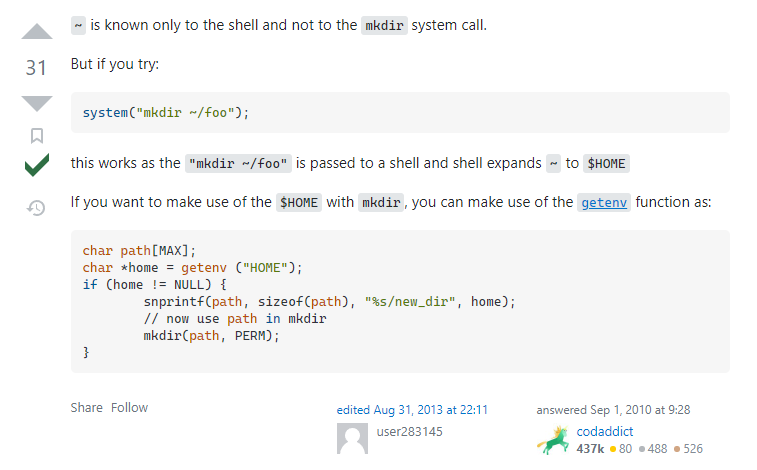 ~ is known only to the shell and not to the mkdir system call.
31
But if you try:
system("mkdir ~/foo");
this works as the "mkdir ~/foo" is passed to a shell and shell expands ~ to $HOME
If you want to make use of the $HOME with mkdir, you can make use of the getenv function as:
char path[MAX];
char *home = getenv ("HOME");
if (home != NULL) {
        snprintf(path, sizeof(path), "%s/new_dir", home);
        // now use path in mkdir
        mkdir(path, PERM);
}
Share Follow
edited Aug 31, 2013 at 22:11
user283145
answered Sep 1, 2010 at 9:28
codaddict
437k 80 488 526